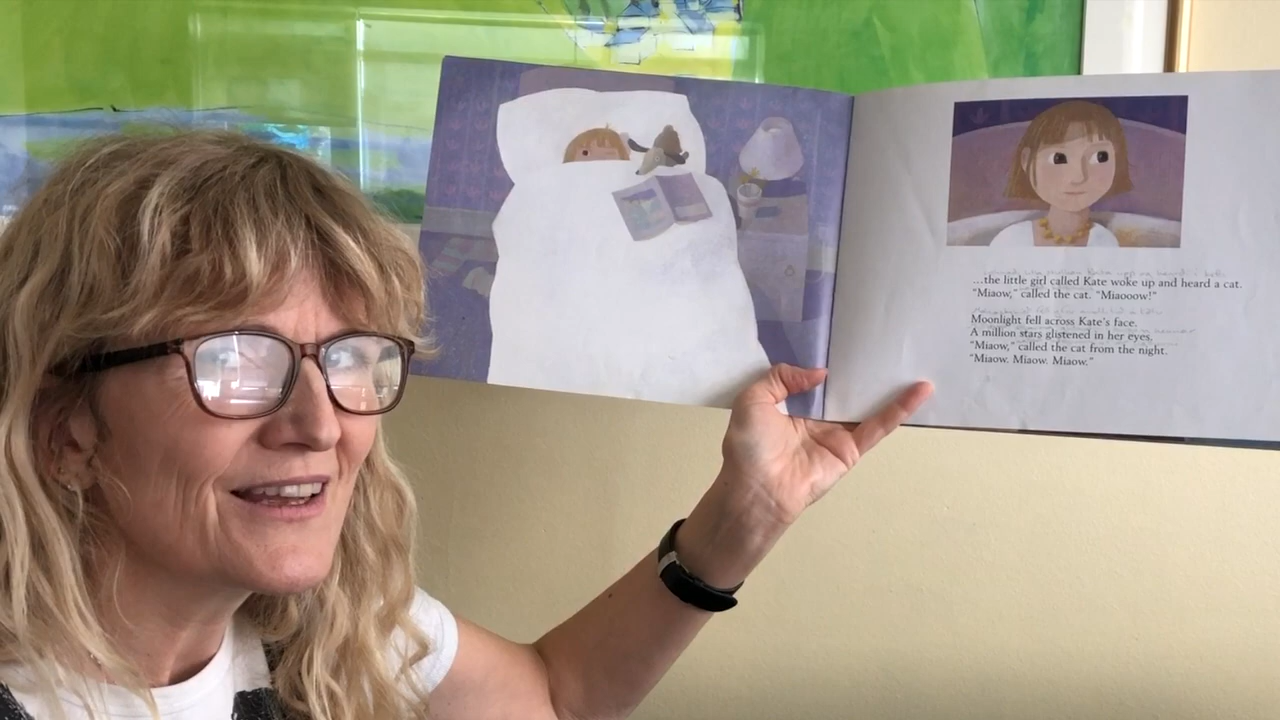 ...the little girl called Kate woke up and heard a cat.
"Miaow," called the cat. "Miaooow!"
Moonlight fell across Kate's face.
A million stars glistened in her eyes.
"Miaow," called the cat from the night.
"Miaow. Miaow. Miaow."